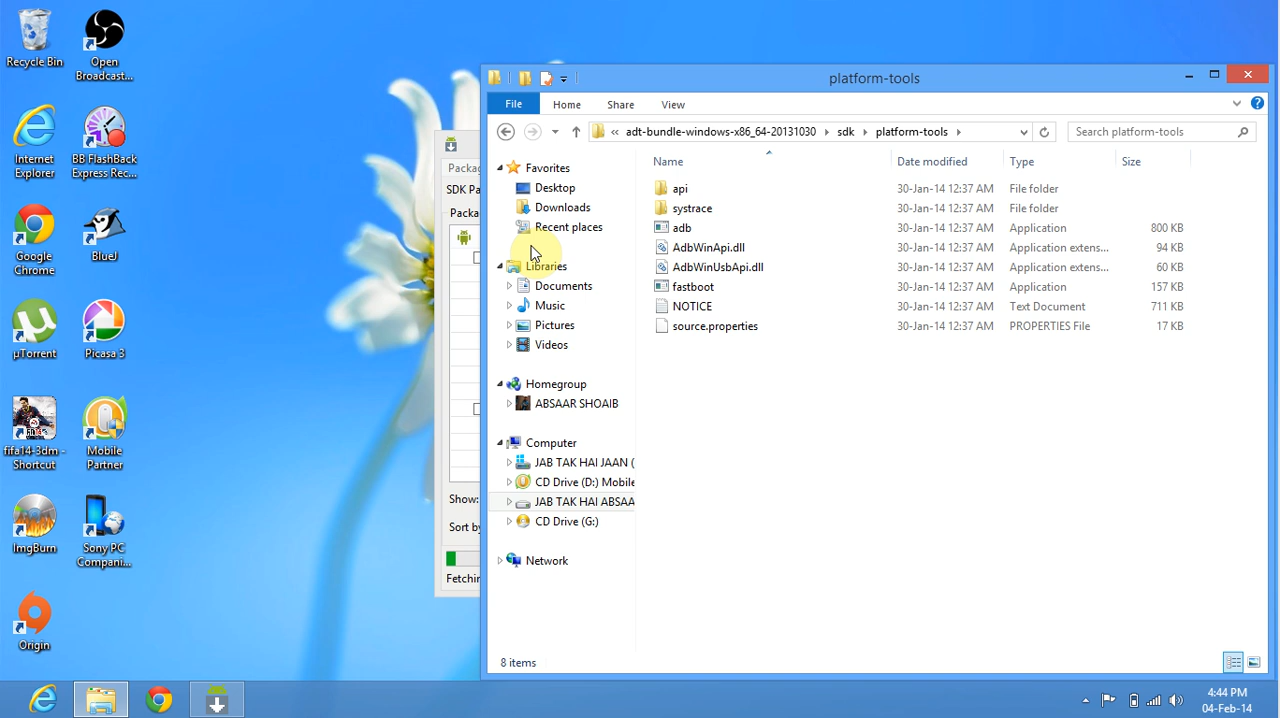 Recycle Bin
Open
Broadcast...
Internet
Explorer
BB FlashBack
Express Rec...
Google
Chrome
BlueJ
µTorrent
Picasa 3
fifa14-3dm -
Shortcut
Mobile
Partner
ImgBurn
Sony PC
Compani...
Origin
Packag
SDK Pa
Packa
Show:
Sort by
Fetchin
platform-tools
File
Home
Share
View
« adt-bundle-windows-x86_64-20131030
sdk
platform-tools
Search platform-tools
Favorites
Desktop
Downloads
Recent places
Libraries
Documents
Music
Pictures
Videos
Homegroup
ABSAAR SHOAIB
Computer
JAB TAK HAI JAAN (
CD Drive (D:) Mobile
JAB TAK HAI ABSAA
CD Drive (G:)
Network
Name Date modified Type Size
api 30-Jan-14 12:37 AM File folder
systrace 30-Jan-14 12:37 AM File folder
adb 30-Jan-14 12:37 AM Application 800 KB
AdbWinApi.dll 30-Jan-14 12:37 AM Application extens... 94 KB
AdbWinUsbApi.dll 30-Jan-14 12:37 AM Application extens... 60 KB
fastboot 30-Jan-14 12:37 AM Application 157 KB
NOTICE 30-Jan-14 12:37 AM Text Document 711 KB
source.properties 30-Jan-14 12:37 AM PROPERTIES File 17 KB
8 items
4:44 PM
04-Feb-14